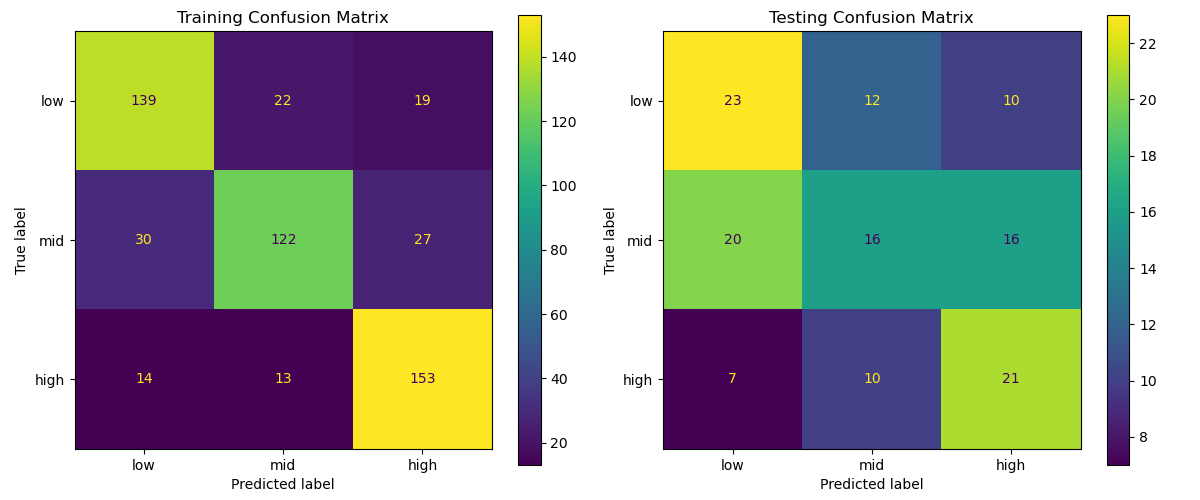 Training Confusion Matrix
low 139 22 19
mid 30 122 27
high 14 13 153
low mid high
Predicted label
True label
140
120
100
80
60
40
20
Testing Confusion Matrix
low 23 12 10
mid 20 16 16
high 7 10 21
low mid high
Predicted label
True label
22
20
18
16
14
12
10
8